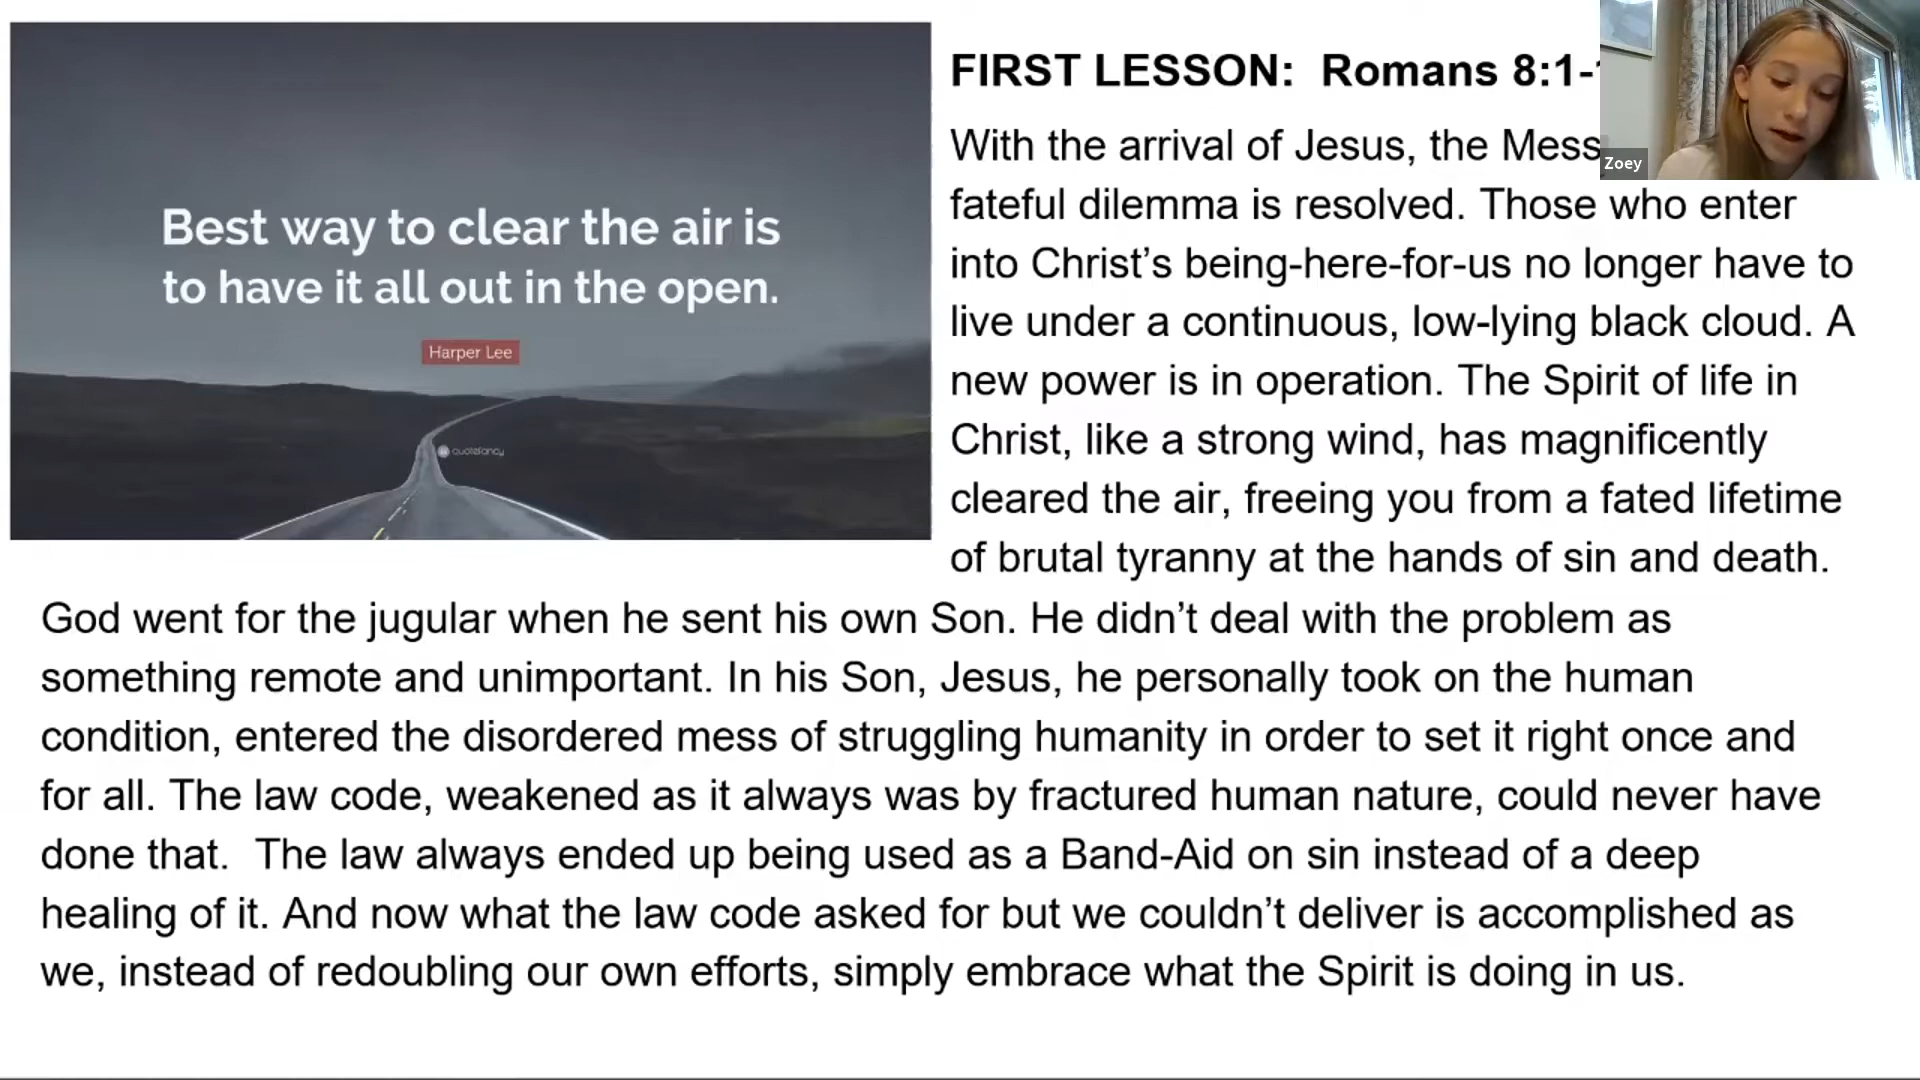 Best way to clear the air is
to have it all out in the open.
Harper Lee
quotefancy
FIRST LESSON:  Romans 8:1-
With the arrival of Jesus, the Mess
Zoey
fateful dilemma is resolved. Those who enter
into Christ’s being-here-for-us no longer have to
live under a continuous, low-lying black cloud. A
new power is in operation. The Spirit of life in
Christ, like a strong wind, has magnificently
cleared the air, freeing you from a fated lifetime
of brutal tyranny at the hands of sin and death.
God went for the jugular when he sent his own Son. He didn’t deal with the problem as
something remote and unimportant. In his Son, Jesus, he personally took on the human
condition, entered the disordered mess of struggling humanity in order to set it right once and
for all. The law code, weakened as it always was by fractured human nature, could never have
done that.  The law always ended up being used as a Band-Aid on sin instead of a deep
healing of it. And now what the law code asked for but we couldn’t deliver is accomplished as
we, instead of redoubling our own efforts, simply embrace what the Spirit is doing in us.